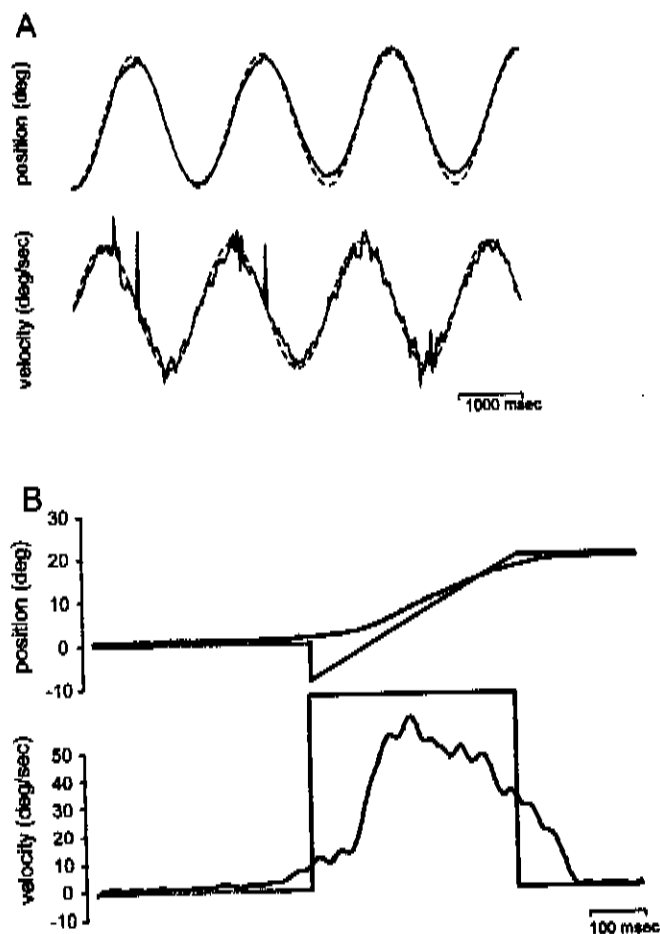 A
position (deg)
velocity (deg/sec)
1000 msec
B
position (deg)
30
20
10
0
-10
velocity (deg/sec)
50
40
30
20
10
0
-10
100 msec